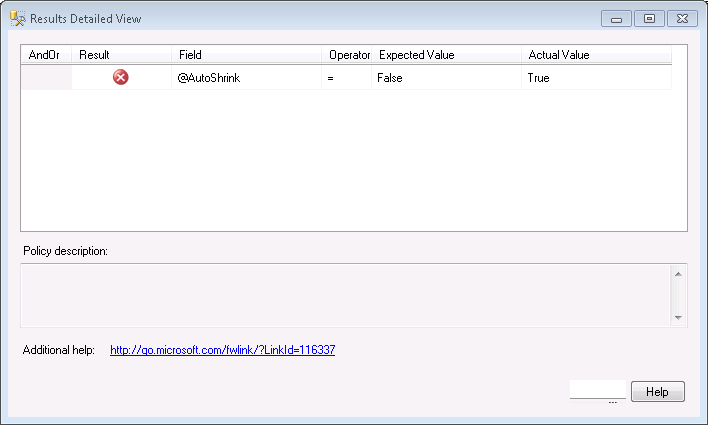 Results Detailed View
AndOr Result Field Operator Expected Value Actual Value
@AutoShrink = False True
Policy description:
Additional help: http://go.microsoft.com/fwlink/?LinkId=116337
... Help